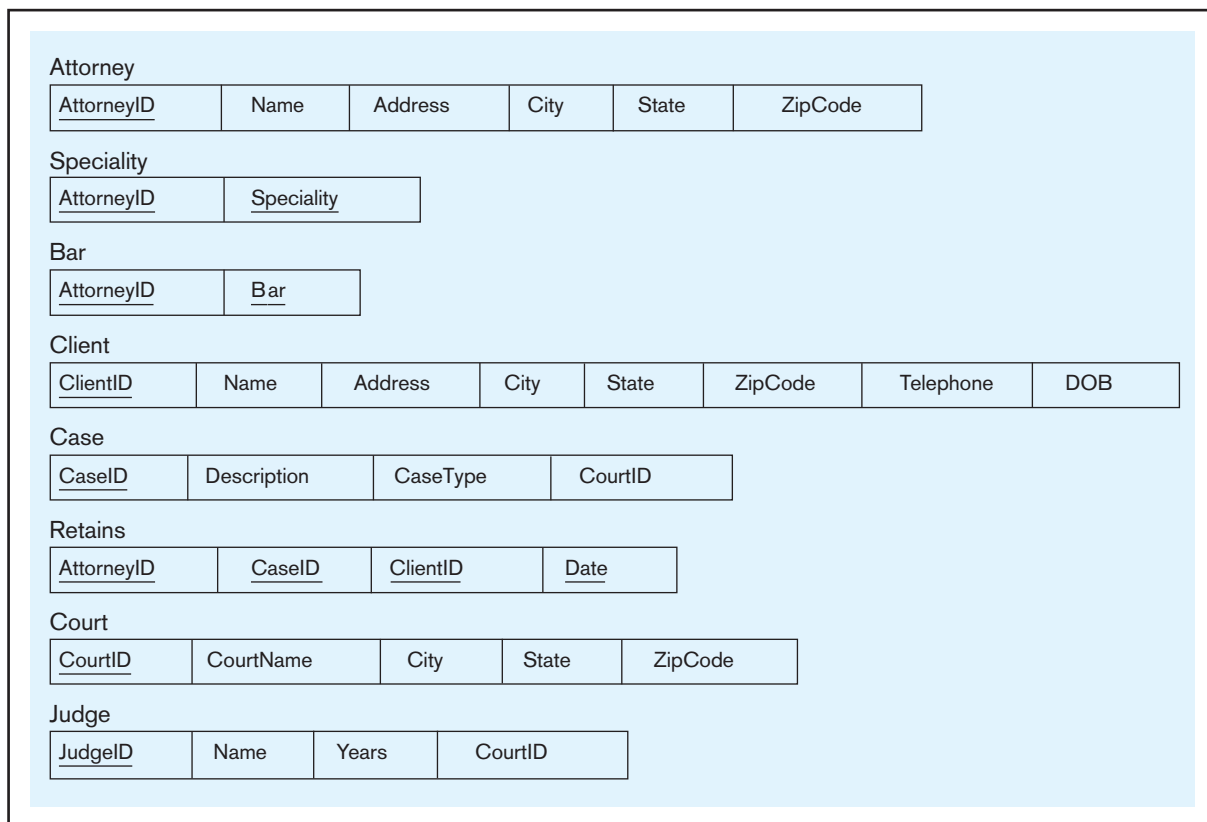 Attorney
AttorneyID Name Address City State ZipCode
Speciality
AttorneyID Speciality
Bar
AttorneyID Bar
Client
ClientID Name Address City State ZipCode Telephone DOB
Case
CaseID Description CaseType CourtID
Retains
AttorneyID CaseID ClientID Date
Court
CourtID CourtName City State ZipCode
Judge
JudgeID Name Years CourtID